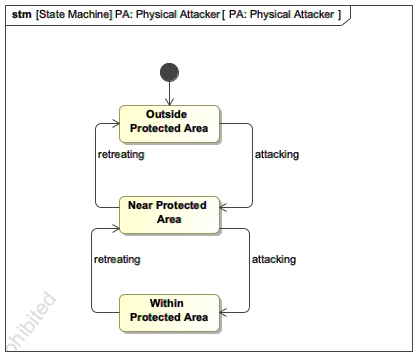 stm [State Machine] PA: Physical Attacker [ PA: Physical Attacker ]
Outside
Protected Area
retreating
attacking
Near Protected
Area
retreating
attacking
Within
Protected Area